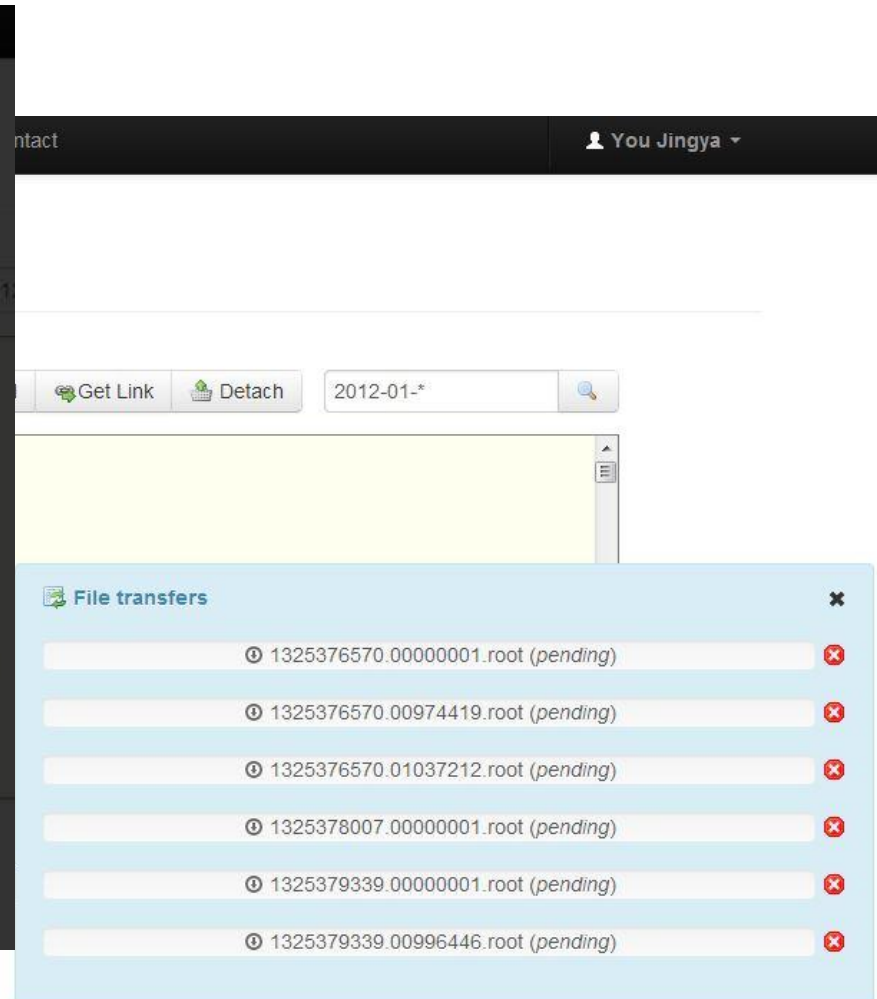 ntact
You Jingya
Get Link Detach 2012-01-*
File transfers
1325376570.00000001.root (pending)
1325376570.00974419.root (pending)
1325376570.01037212.root (pending)
1325378007.00000001.root (pending)
1325379339.00000001.root (pending)
1325379339.00996446.root (pending)